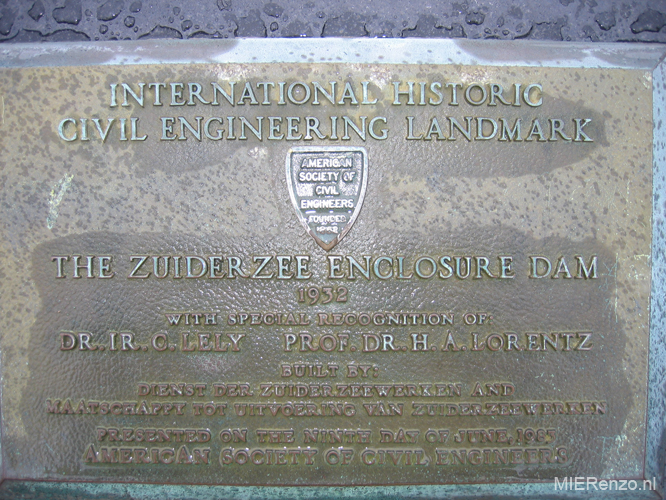 INTERNATIONAL HISTORIC
CIVIL ENGINEERING LANDMARK
AMERICAN
SOCIETY OF
CIVIL
ENGINEERS
FOUNDED
1852
THE ZUIDERZEE ENCLOSURE DAM
1932
WITH SPECIAL RECOGNITION OF:
DR. IR. C. LELY PROF. DR. H. A. LORENTZ
BUILT BY:
DIENST DER ZUIDERZEEWERKEN AND
MAATSCHAPPY TOT UITVOERING VAN ZUIDERZEEWERKEN
PRESENTED ON THE NINTH DAY OF JUNE,
AMERICAN SOCIETY OF CIVIL ENGINEERS
MIERenzo.nl